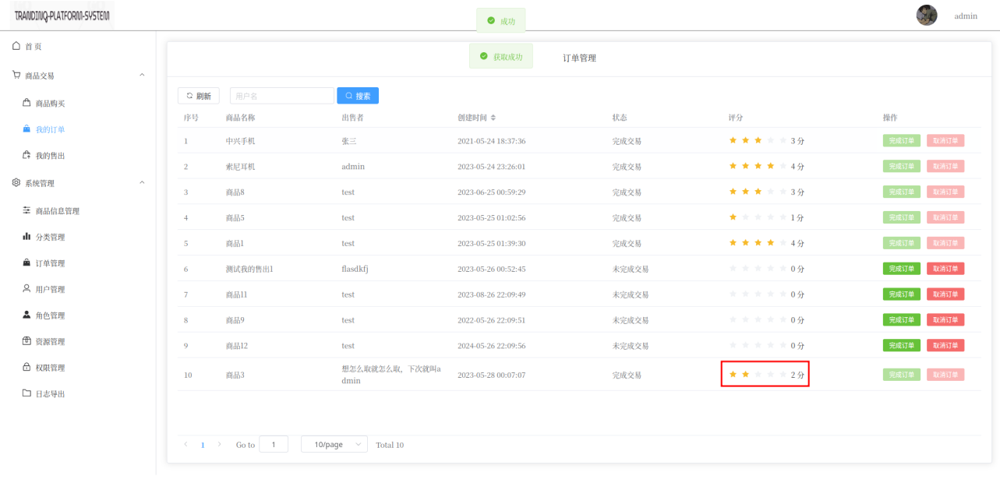 TRANDINQ-PLATFORM-SYSTEM
成功
admin
首页
商品交易
商品购买
我的订单
我的售出
系统管理
商品信息管理
分类管理
订单管理
用户管理
角色管理
资源管理
权限管理
日志导出
获取成功
订单管理
刷新 用户名 搜索
序号 商品名称 出售者 创建时间 状态 评分 操作
1 中兴手机 张三 2021-05-24 18:37:36 完成交易 3 分 完成订单 取消订单
2 索尼耳机 admin 2023-05-24 23:26:01 完成交易 4 分 完成订单 取消订单
3 商品8 test 2023-06-25 00:59:29 完成交易 3 分 完成订单 取消订单
4 商品5 test 2023-05-25 01:02:56 完成交易 1 分 完成订单 取消订单
5 商品1 test 2023-05-25 01:39:30 完成交易 4 分 完成订单 取消订单
6 测试我的售出1 flasdkfj 2023-05-26 00:52:45 未完成交易 0 分 完成订单 取消订单
7 商品11 test 2023-08-26 22:09:49 未完成交易 0 分 完成订单 取消订单
8 商品9 test 2022-05-26 22:09:51 未完成交易 0 分 完成订单 取消订单
9 商品12 test 2024-05-26 22:09:56 未完成交易 0 分 完成订单 取消订单
10 商品3 想怎么取就怎么取，下次就叫a
dmin 2023-05-28 00:07:07 完成交易 2 分 完成订单 取消订单
1 Go to 1 10/page Total 10